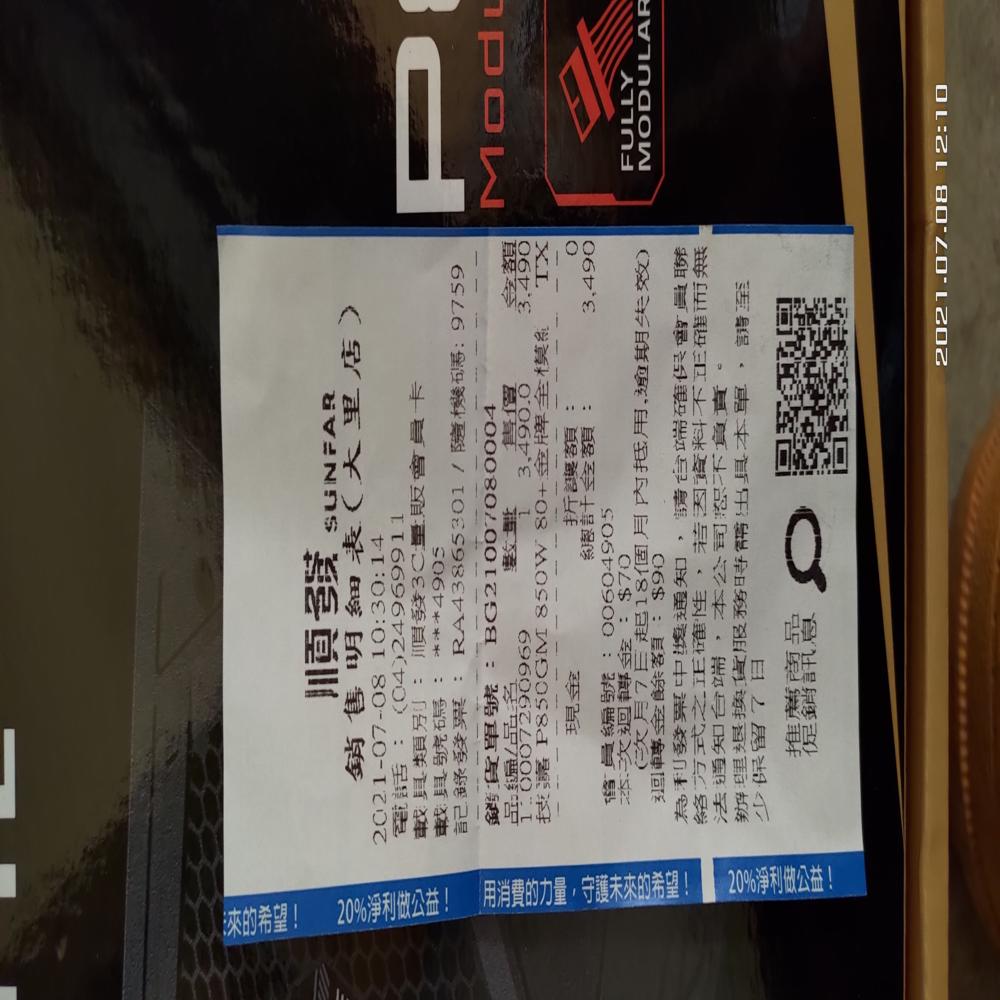 順發 SUNFAR
銷售明細表(大里店)
2021-07-08 10:30:14
電話:(04)24969911
載具類別:順發3C量販會員卡
載具號碼:***4905
記錄發票:RA43865301 / 隨機碼:9759
銷貨單號:BG21007080004
品編/品名 數量 售價 金額
1.0007290969 1 3,490.0 3,490
技嘉 P850GM 850W 80+金牌全模組 TX
現金 折讓額: 0
總計金額: 3,490
會員編號:00604905
本次迴轉金:$70
(次月7日起18個月內抵用,逾期失效)
迴轉金餘額:$90
為利發票中獎通知,請台端確保會員聯
絡方式之正確性,若因資料不正確而無
法通知台端,本公司恕不負責。
辦理退換貨服務時需出具本單,請至
少保留7日
推薦商品
促銷訊息
來的希望!
20%淨利做公益!
用消費的力量,守護未來的希望!
20%淨利做公益!
FULLY
MODULAR
2021.07.08 12:10